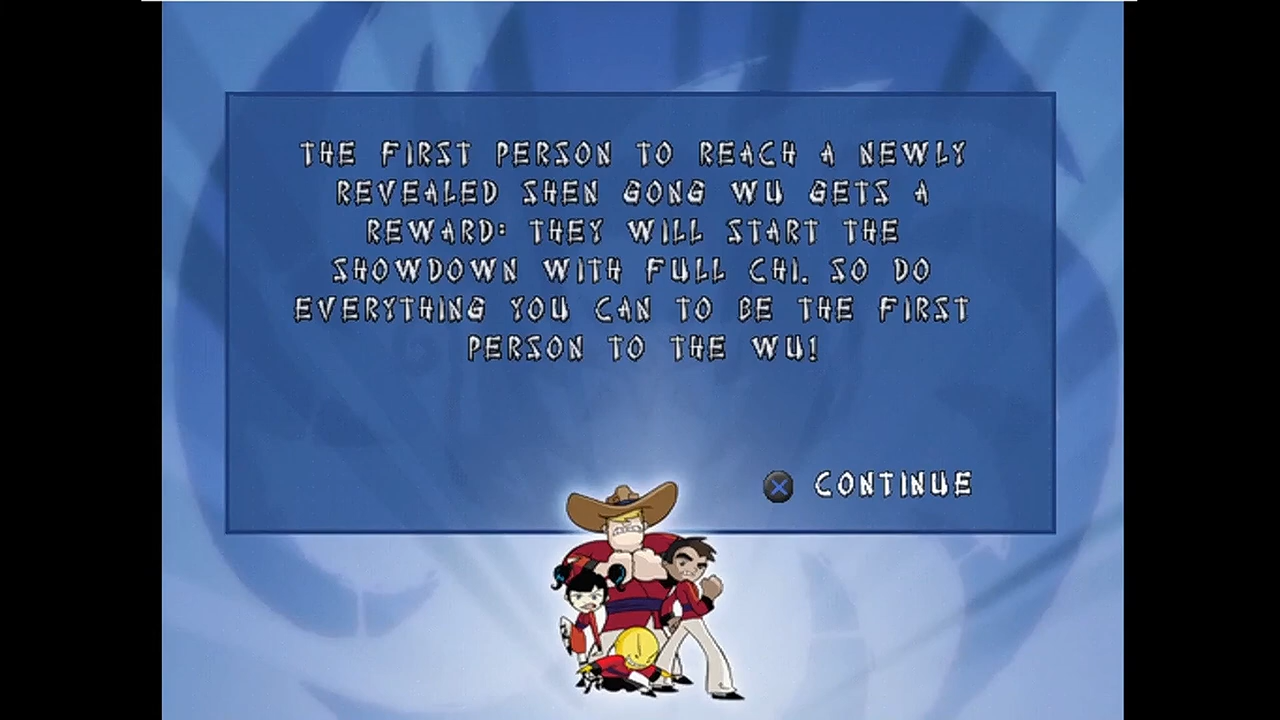 THE FIRST PERSON TO REACH A NEWLY
REVEALED SHEN GONG WU GETS A
REWARD: THEY WILL START THE
SHOWDOWN WITH FULL CHI. SO DO
EVERYTHING YOU CAN TO BE THE FIRST
PERSON TO THE WU!
CONTINUE